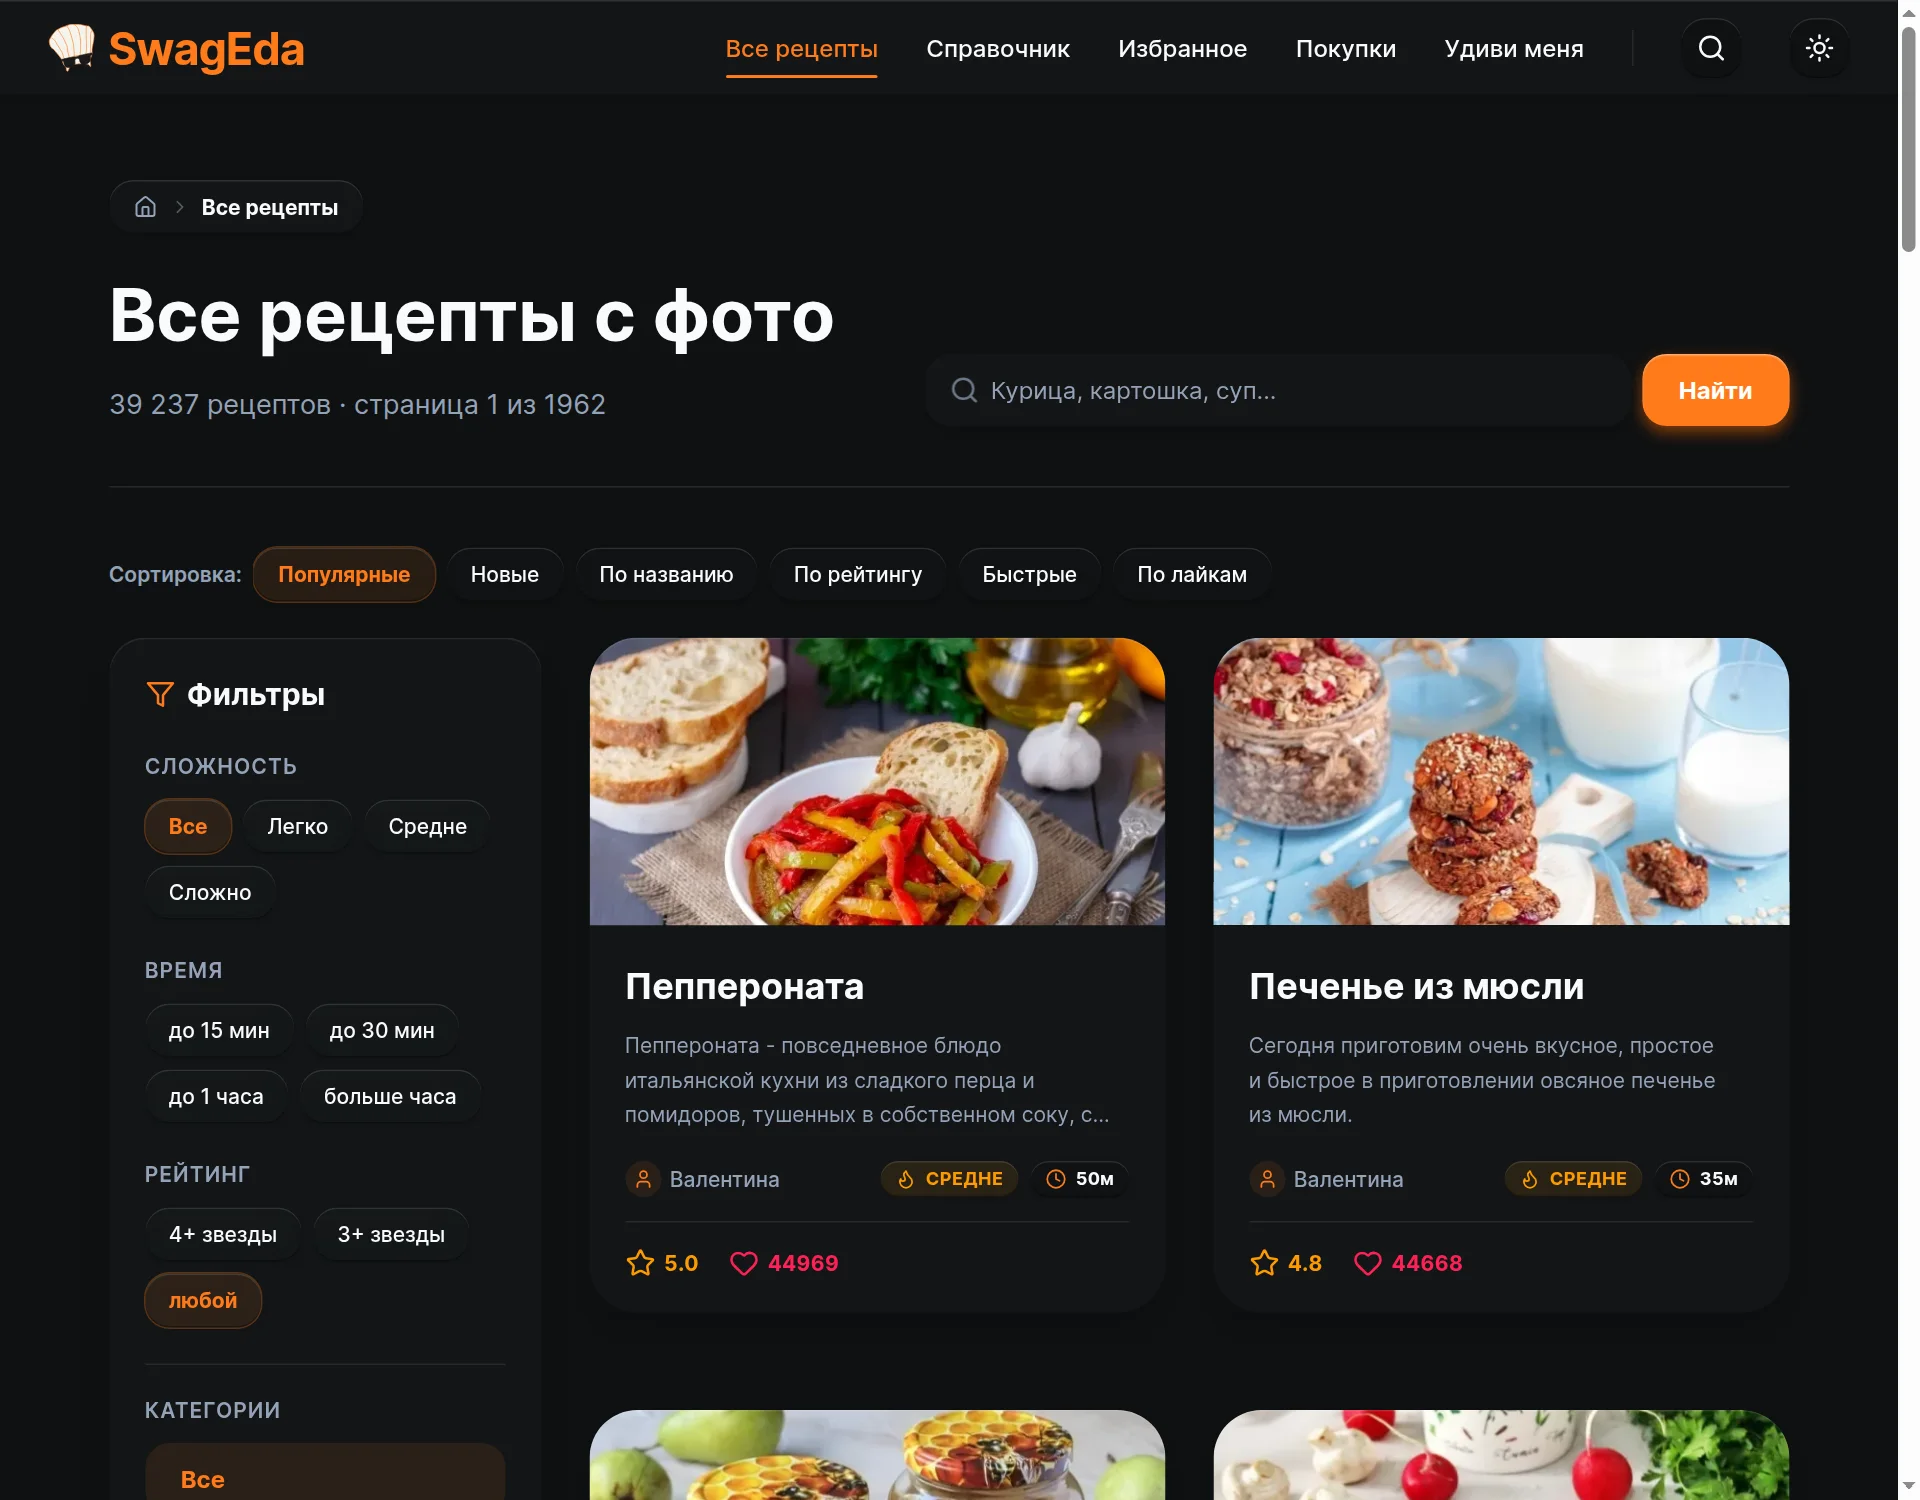 SwagEda
Все рецепты
Справочник
Избранное
Покупки
Удиви меня
Все рецепты
Все рецепты с фото
39 237 рецептов · страница 1 из 1962
Курица, картошка, суп...
Найти
Сортировка:
Популярные
Новые
По названию
По рейтингу
Быстрые
По лайкам
Фильтры
СЛОЖНОСТЬ
Все
Легко
Средне
Сложно
ВРЕМЯ
до 15 мин
до 30 мин
до 1 часа
больше часа
РЕЙТИНГ
4+ звезды
3+ звезды
любой
КАТЕГОРИИ
Все
Пеппероната
Пеппероната - повседневное блюдо
итальянской кухни из сладкого перца и
помидоров, тушенных в собственном соку, с...
Валентина
СРЕДНЕ
50м
5.0
44969
Печенье из мюсли
Сегодня приготовим очень вкусное, простое
и быстрое в приготовлении овсяное печенье
из мюсли.
Валентина
СРЕДНЕ
35м
4.8
44668